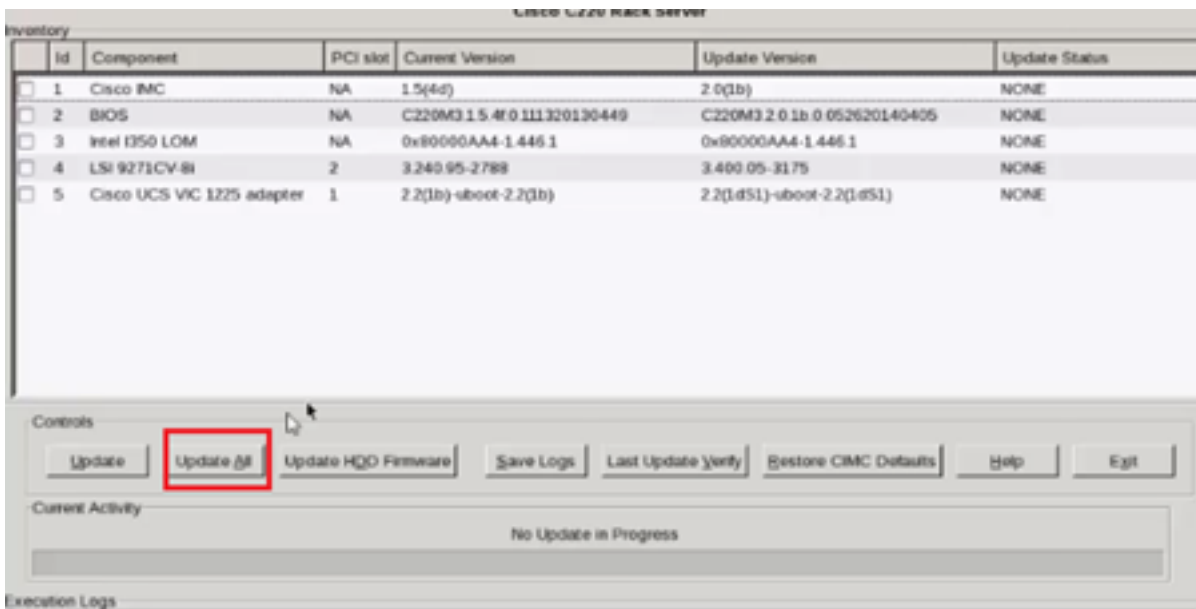 Cisco C220 Rack Server
Inventory
Id Component PCI slot Current Version Update Version Update Status
1 Cisco IMC NA 1.5(4d) 2.0(1b) NONE
2 BIOS NA C220M3.1.5.4f.0.111320130449 C220M3.2.0.1b.0.052620140405 NONE
3 Intel I350 LOM NA 0x80000AA4-1.446.1 0x80000AA4-1.446.1 NONE
4 LSI 9271CV-8i 2 3.240.95-2788 3.400.05-3175 NONE
5 Cisco UCS VIC 1225 adapter 1 2.2(1b)-uboot-2.2(1b) 2.2(1dS1)-uboot-2.2(1dS1) NONE
Controls
Update Update All Update HDD Firmware Save Logs Last Update Verify Restore CIMC Defaults Help Exit
Current Activity
No Update in Progress
Execution Logs